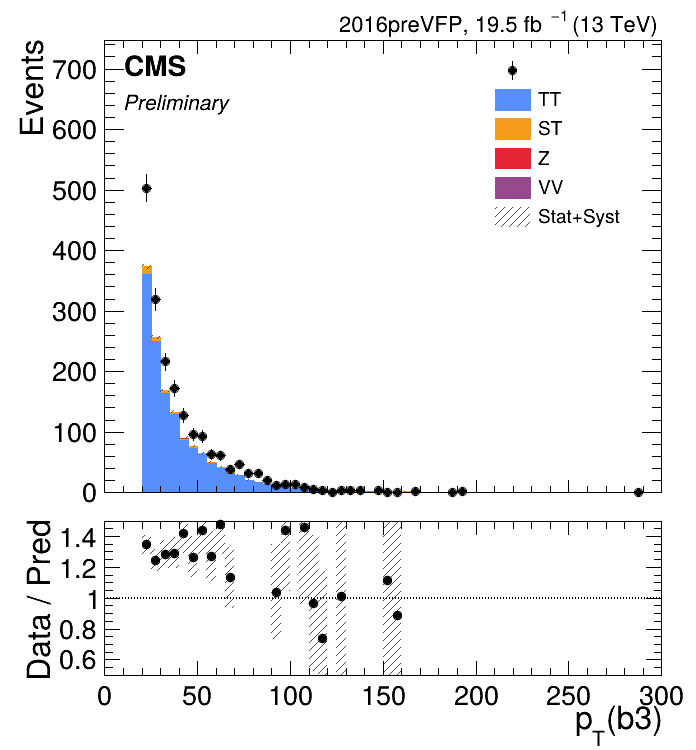 2016preVFP, 19.5 fb⁻¹ (13 TeV)
CMS
Preliminary
TT
ST
Z
VV
Stat+Syst
Events
700
600
500
400
300
200
100
0
Data / Pred
1.4
1.2
1
0.8
0.6
0 50 100 150 200 250 300
p_T(b3)